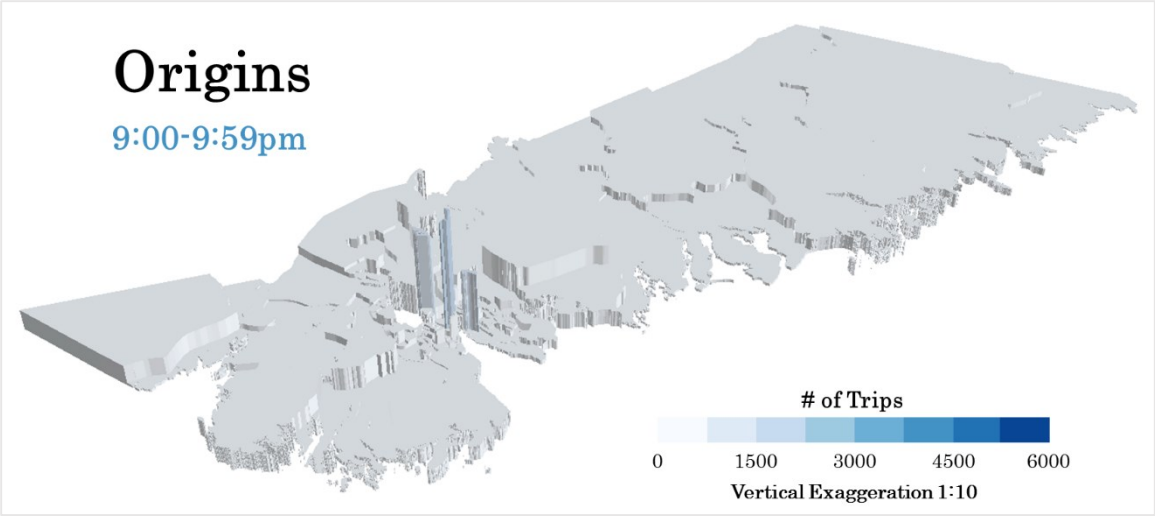 Origins
9:00-9:59pm
# of Trips
0 1500 3000 4500 6000
Vertical Exaggeration 1:10